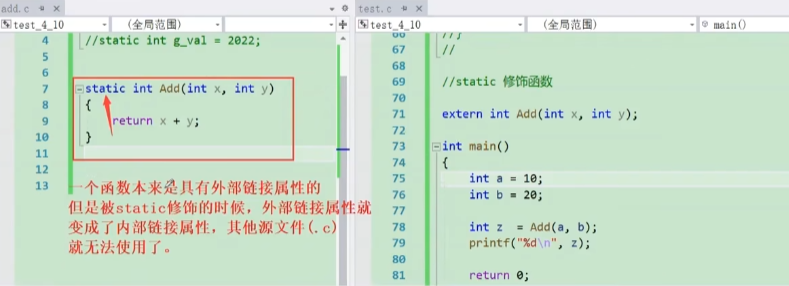 add.c
test_4_10
(全局范围)
4 //static int g_val = 2022;
5
6
7 static int Add(int x, int y)
8 {
9 return x + y;
10 }
11
12
13
一个函数本来是具有外部链接属性的
但是被static修饰的时候，外部链接属性就
变成了内部链接属性，其他源文件(.c)
就无法使用了。
test.c
test_4_10
(全局范围)
main()
66 //}
67 //
68
69 //static 修饰函数
70
71 extern int Add(int x, int y);
72
73 int main()
74 {
75 int a = 10;
76 int b = 20;
77
78 int z = Add(a, b);
79 printf("%d\n", z);
80
81 return 0;